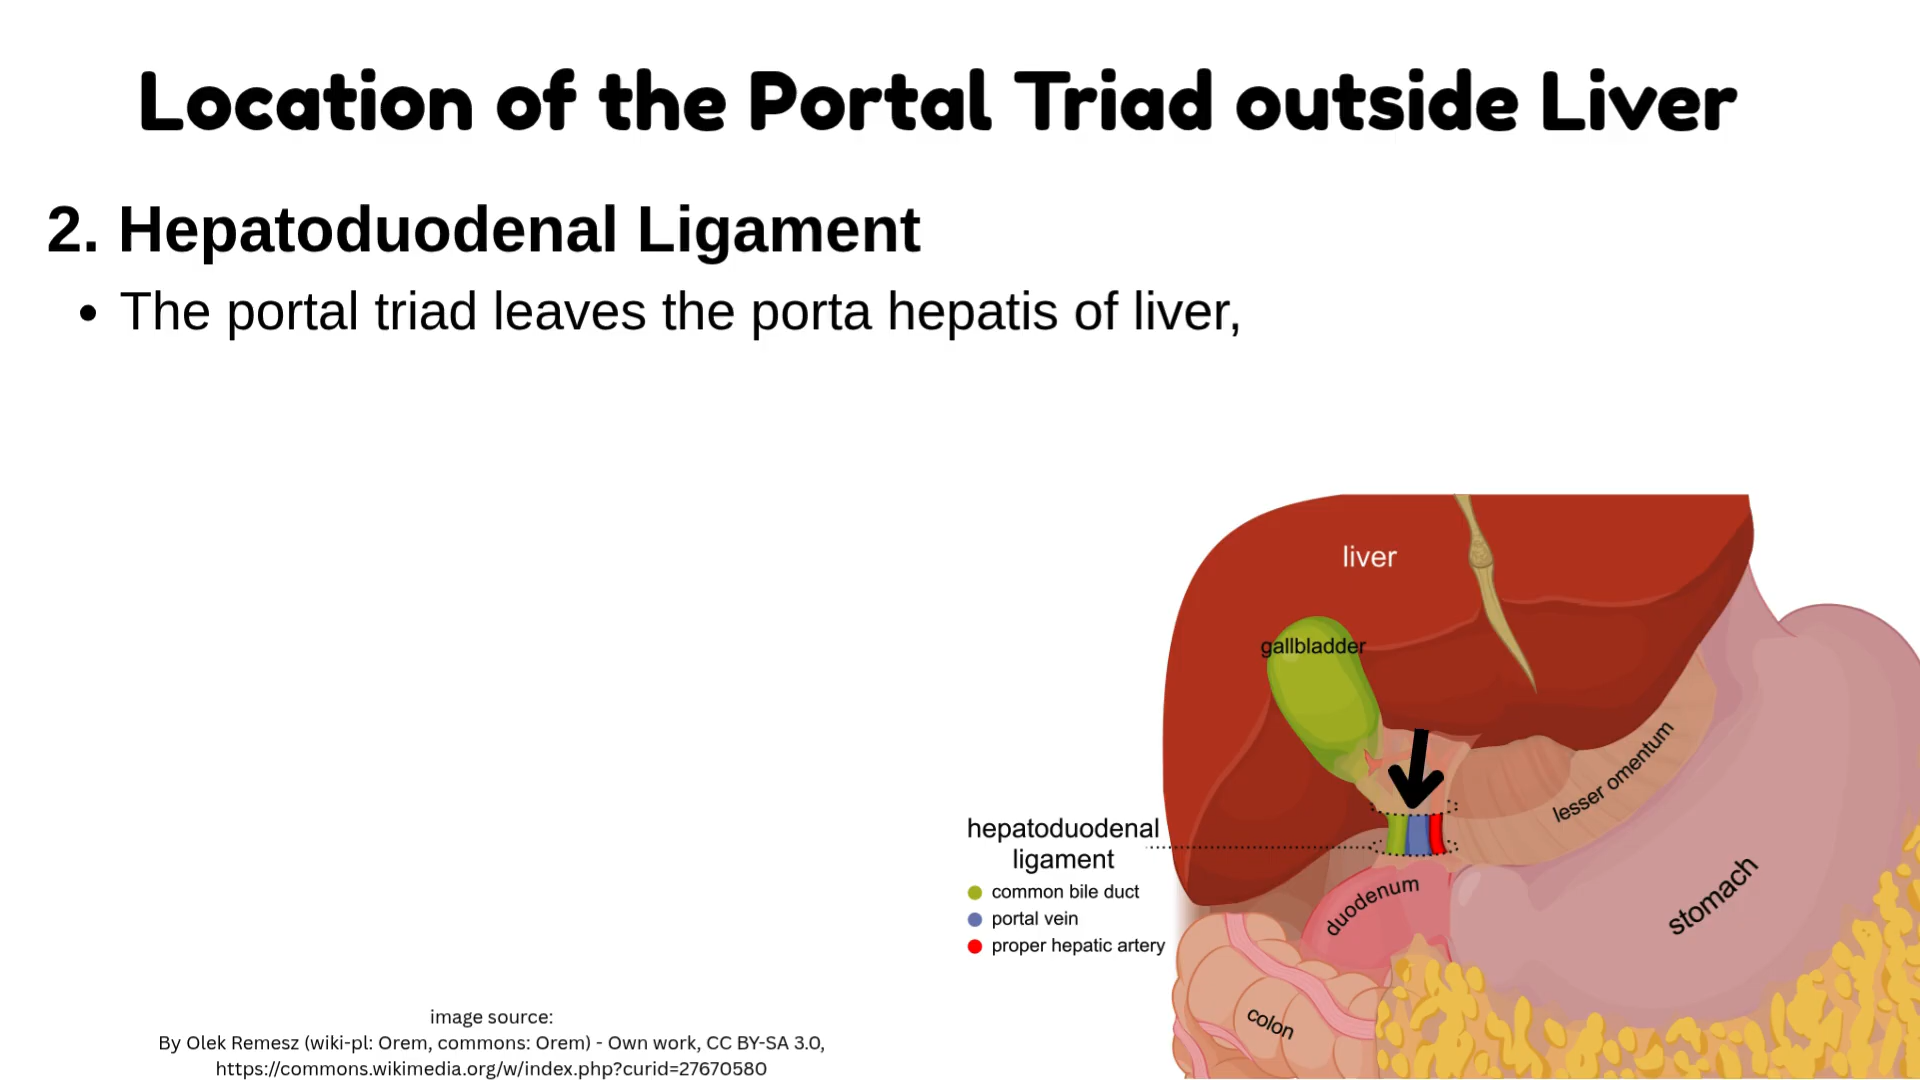 Location of the Portal Triad outside Liver
2. Hepatoduodenal Ligament
• The portal triad leaves the porta hepatis of liver,
liver
gallbladder
lesser omentum
hepatoduodenal
ligament
common bile duct
portal vein
proper hepatic artery
duodenum
stomach
colon
image source:
By Olek Remesz (wiki-pl: Orem, commons: Orem) - Own work, CC BY-SA 3.0,
https://commons.wikimedia.org/w/index.php?curid=27670580